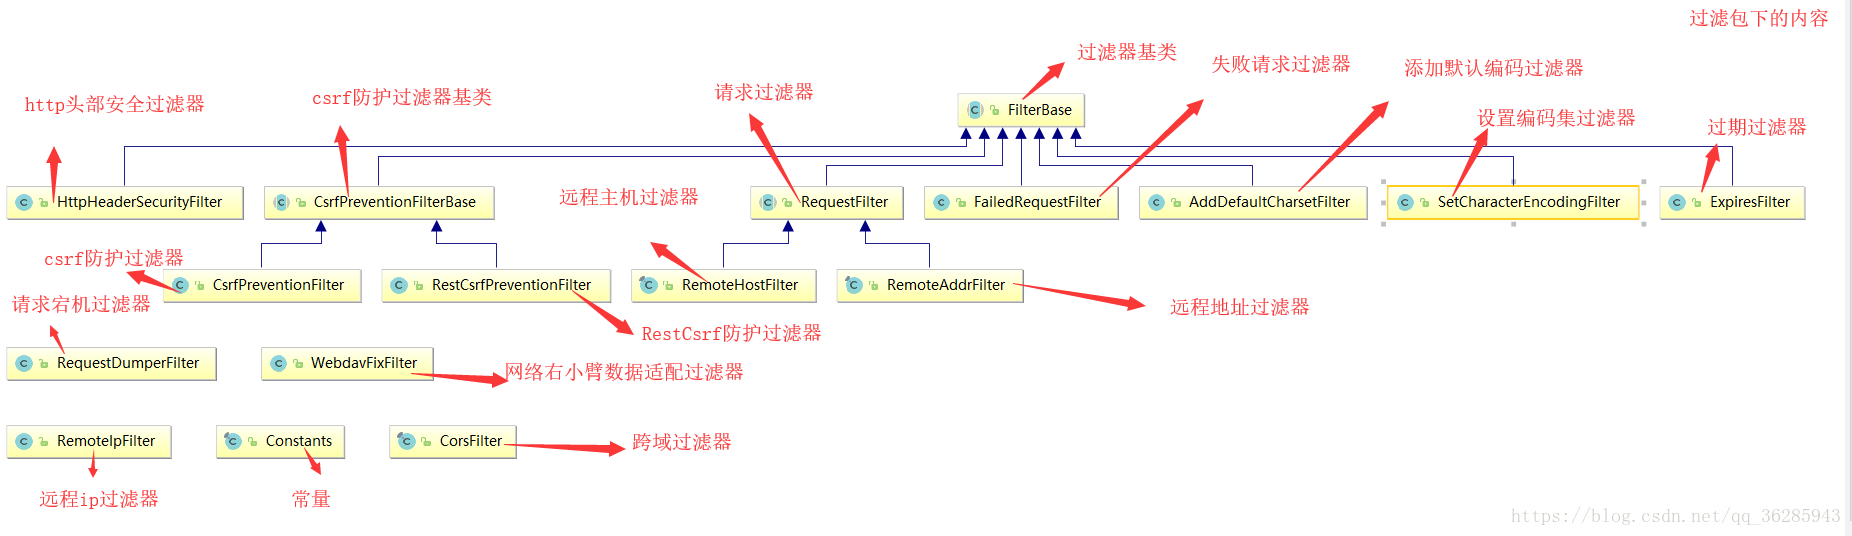 过滤包下的内容
过滤器基类
失败请求过滤器
添加默认编码过滤器
http头部安全过滤器
csrf防护过滤器基类
请求过滤器
FilterBase
设置编码集过滤器
过期过滤器
远程主机过滤器
HttpHeaderSecurityFilter
CsrfPreventionFilterBase
RequestFilter
FailedRequestFilter
AddDefaultCharsetFilter
SetCharacterEncodingFilter
ExpiresFilter
csrf防护过滤器
CsrfPreventionFilter
RestCsrfPreventionFilter
RemoteHostFilter
RemoteAddrFilter
请求宕机过滤器
远程地址过滤器
RestCsrf防护过滤器
RequestDumperFilter
WebdavFixFilter
网络右小臂数据适配过滤器
RemoteIpFilter
Constants
CorsFilter
跨域过滤器
远程ip过滤器
常量
https://blog.csdn.net/qq_36285943